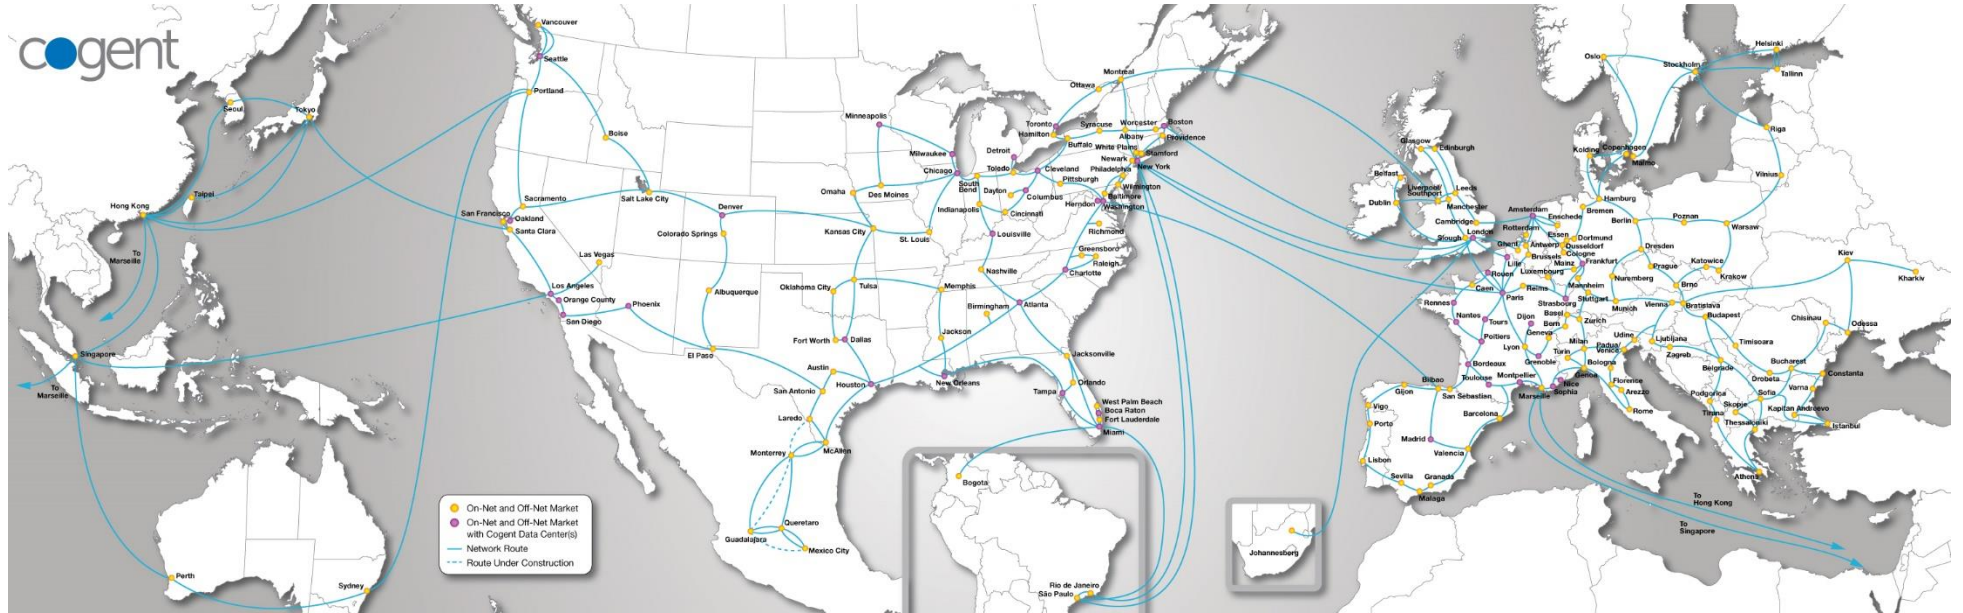 cogent
Vancouver
Seattle
Portland
Boise
Sacramento
San Francisco
Oakland
Santa Clara
Salt Lake City
Las Vegas
Los Angeles
Orange County
San Diego
Phoenix
Denver
Colorado Springs
Albuquerque
El Paso
Minneapolis
Milwaukee
Chicago
Omaha
Des Moines
Kansas City
St. Louis
Oklahoma City
Tulsa
Fort Worth
Dallas
Austin
San Antonio
Houston
Laredo
McAllen
Monterrey
Guadalajara
Queretaro
Mexico City
Memphis
Jackson
New Orleans
Birmingham
Nashville
Louisville
Indianapolis
South
Bend
Toledo
Detroit
Dayton
Columbus
Cincinnati
Cleveland
Pittsburgh
Buffalo
Hamilton
Toronto
Ottawa
Montreal
Syracuse
Albany
Worcester
Boston
Providence
White Plains
Stamford
Newark
New York
Philadelphia
Wilmington
Baltimore
Herndon
Washington
Richmond
Greensboro
Raleigh
Charlotte
Atlanta
Jacksonville
Orlando
Tampa
West Palm Beach
Boca Raton
Fort Lauderdale
Miami
Bogota
Rio de Janeiro
São Paulo
Johannesberg
Seoul
Tokyo
Taipei
Hong Kong
To
Marseille
Singapore
To
Marseille
Perth
Sydney
On-Net and Off-Net Market
On-Net and Off-Net Market
with Cogent Data Center(s)
Network Route
Route Under Construction
Glasgow
Edinburgh
Belfast
Dublin
Liverpool/
Southport
Leeds
Manchester
Cambridge
Slough
London
Oslo
Stockholm
Helsinki
Tallinn
Riga
Vilnius
Kolding
Copenhagen
Malmo
Hamburg
Bremen
Berlin
Poznan
Warsaw
Amsterdam
Enschede
Rotterdam
Essen
Dortmund
Dusseldorf
Cologne
Ghent
Antwerp
Brussels
Lille
Mainz
Frankfurt
Luxembourg
Rouen
Caen
Reims
Paris
Mannheim
Strasbourg
Stuttgart
Nuremberg
Dresden
Prague
Katowice
Krakow
Brno
Kiev
Kharkiv
Munich
Vienna
Bratislava
Budapest
Rennes
Nantes
Tours
Dijon
Basel
Bern
Zurich
Geneva
Poitiers
Lyon
Grenoble
Turin
Milan
Udine
Padua/
Venice
Ljubljana
Zagreb
Bologna
Genoa
Bordeaux
Toulouse
Montpellier
Marseille
Nice
Sophia
Florence
Arezzo
Rome
Chisinau
Odessa
Timisoara
Bucharest
Belgrade
Drobeta
Constanta
Varna
Sofia
Podgorica
Skopje
Kapitan Andreevo
Tirana
Thessaloniki
Istanbul
Athens
Bilbao
Gijon
San Sebastian
Vigo
Porto
Barcelona
Madrid
Valencia
Lisbon
Sevilla
Granada
Malaga
To
Hong Kong
To
Singapore